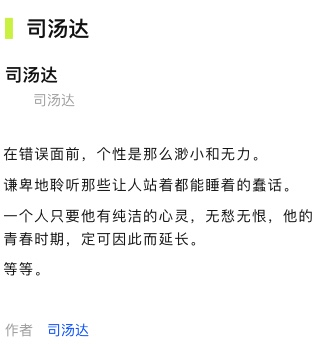 司汤达
司汤达
司汤达
在错误面前，个性是那么渺小和无力。
谦卑地聆听那些让人站着都能睡着的蠢话。
一个人只要他有纯洁的心灵，无愁无恨，他的
青春时期，定可因此而延长。
等等。
作者 司汤达